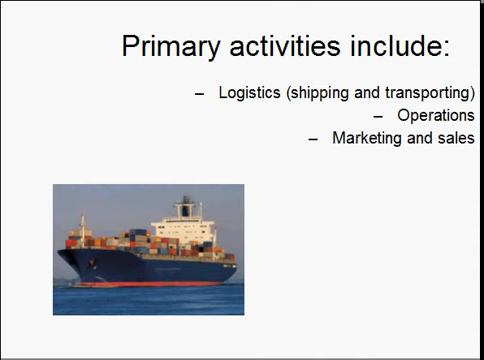 Primary activities include:
– Logistics (shipping and transporting)
– Operations
– Marketing and sales